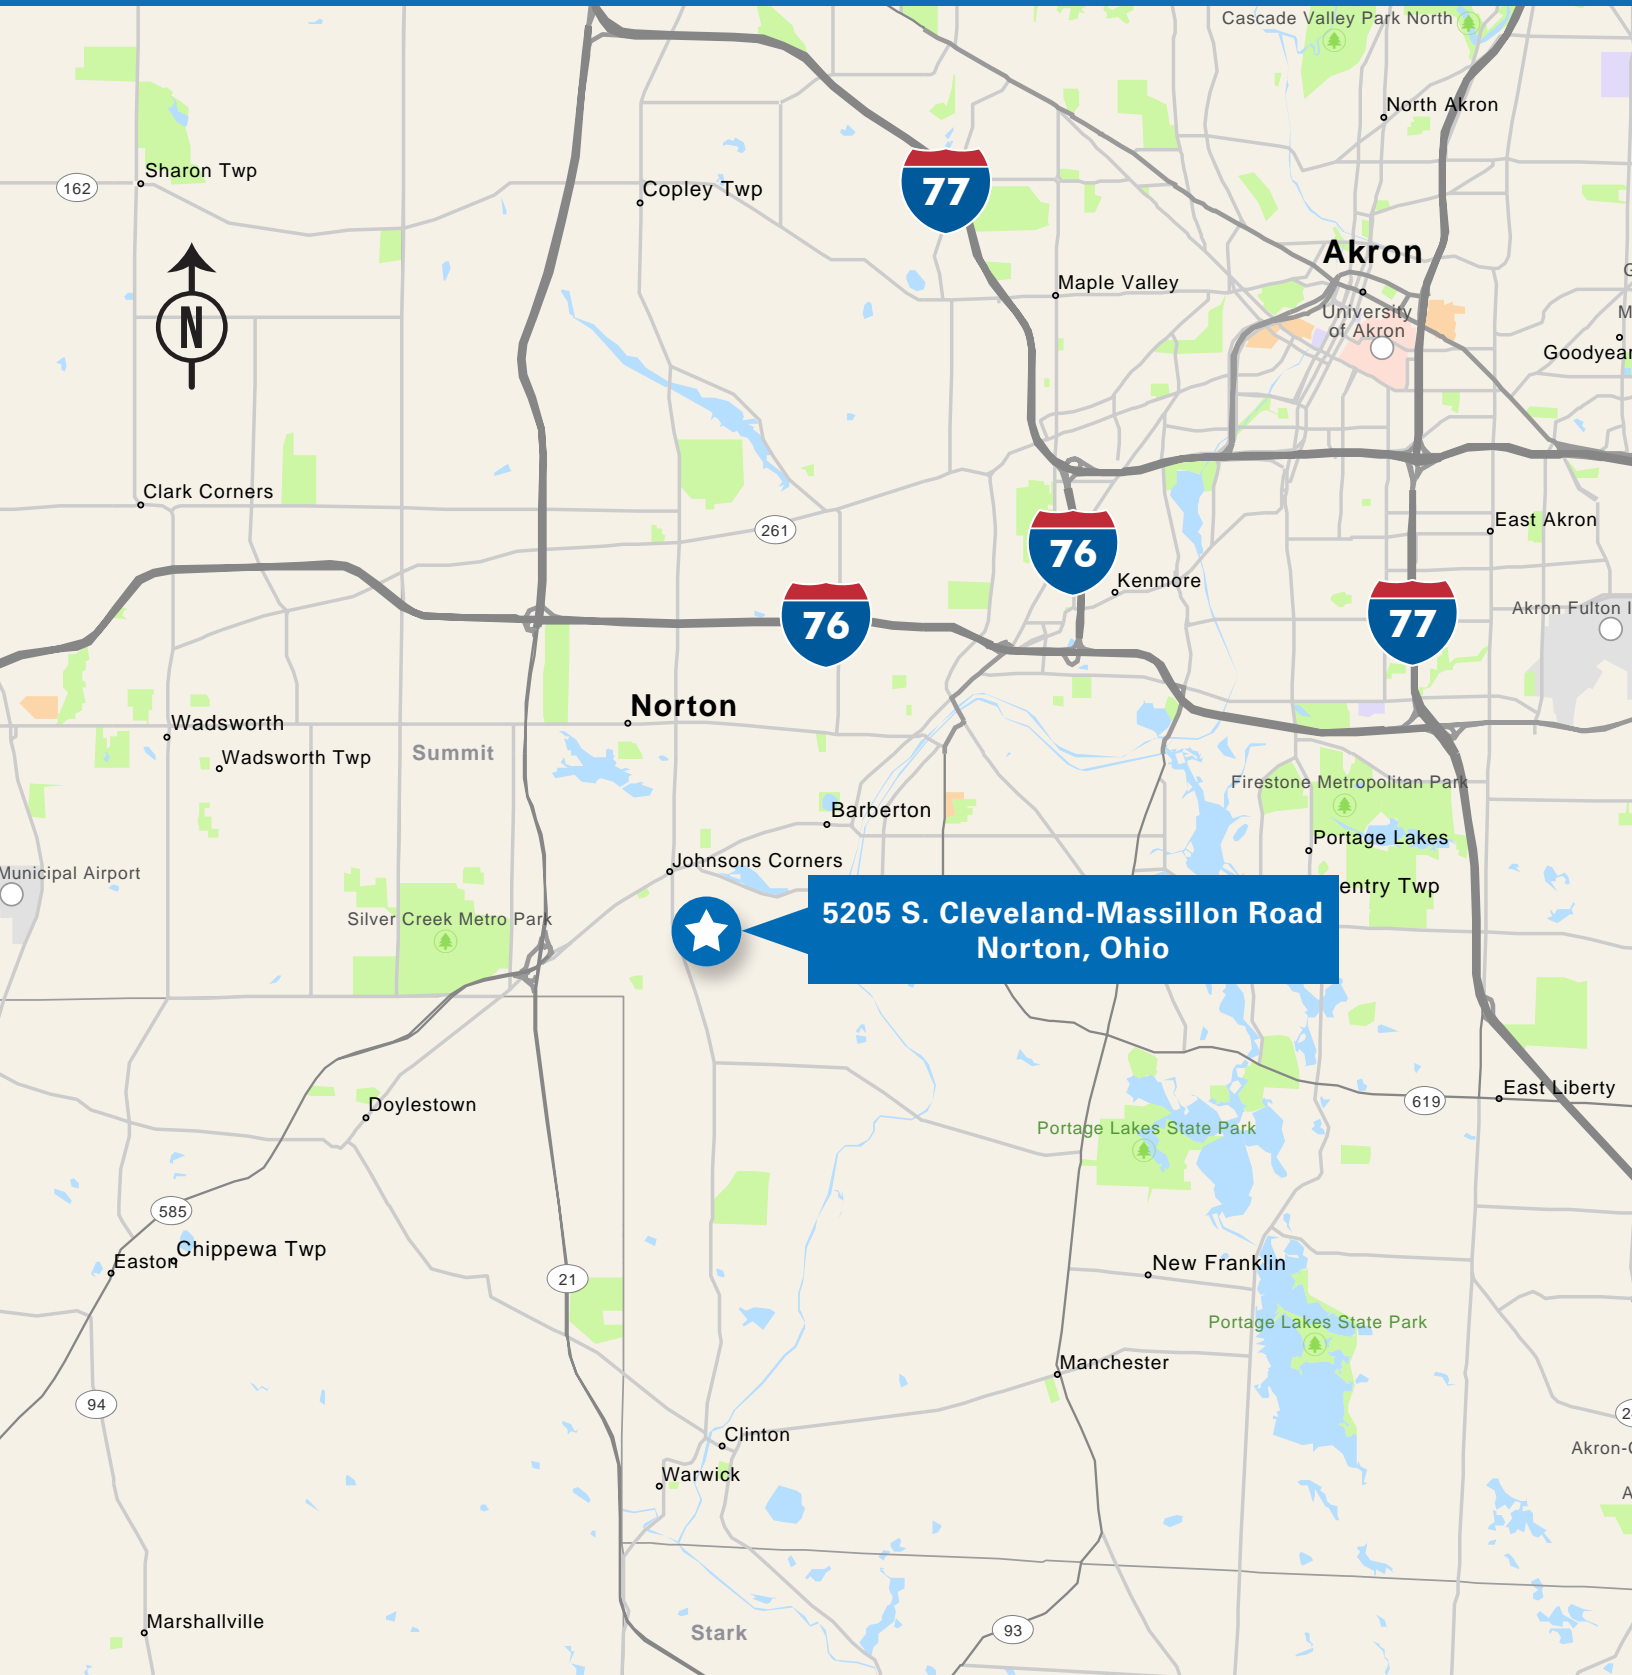 Cascade Valley Park North
North Akron
Sharon Twp
162
Copley Twp
77
Akron
N
Maple Valley
University
of Akron
Goodyear
Clark Corners
261
East Akron
76
Kenmore
76
77
Akron Fulton
Norton
Wadsworth
Summit
Wadsworth Twp
Firestone Metropolitan Park
Barberton
Portage Lakes
Johnsons Corners
Municipal Airport
entry Twp
Silver Creek Metro Park
5205 S. Cleveland-Massillon Road
Norton, Ohio
East Liberty
619
Doylestown
Portage Lakes State Park
585
Chippewa Twp
Easton
New Franklin
21
Portage Lakes State Park
Manchester
94
Clinton
Akron-
Warwick
Marshallville
Stark
93